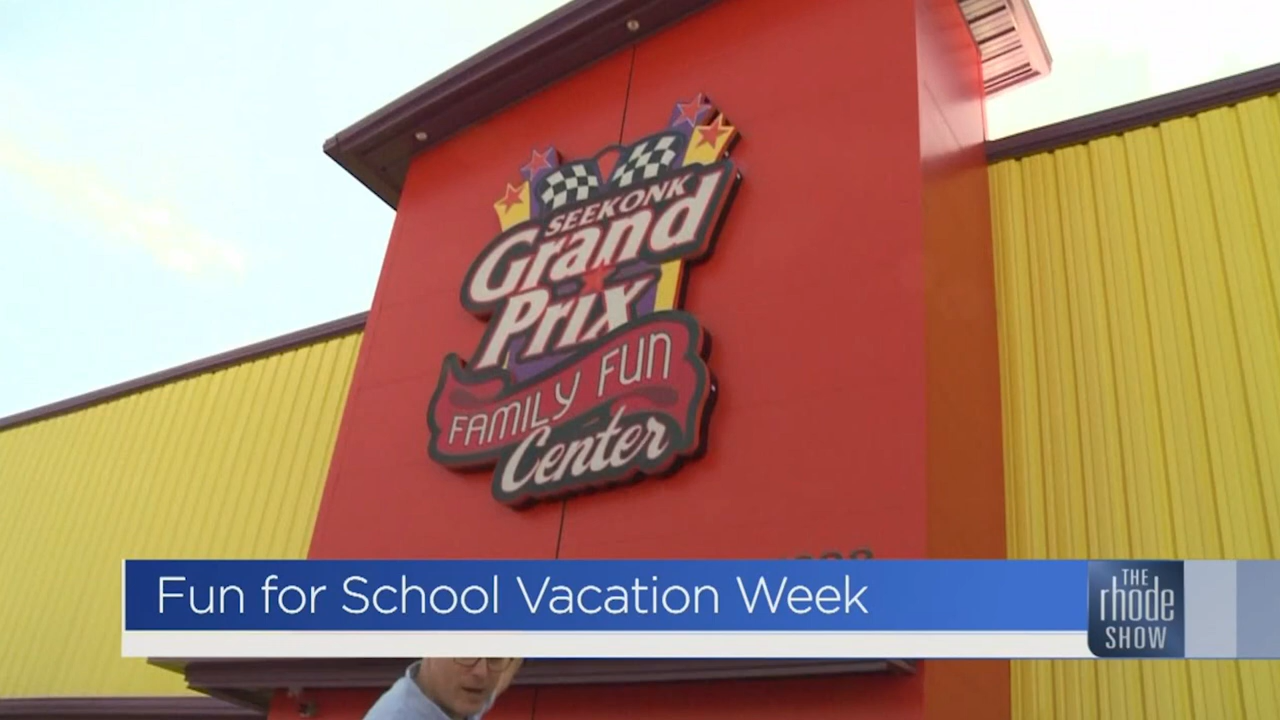 SEEKONK
Grand
Prix
FAMILY FUN
Center
Fun for School Vacation Week
THE
rhode
SHOW